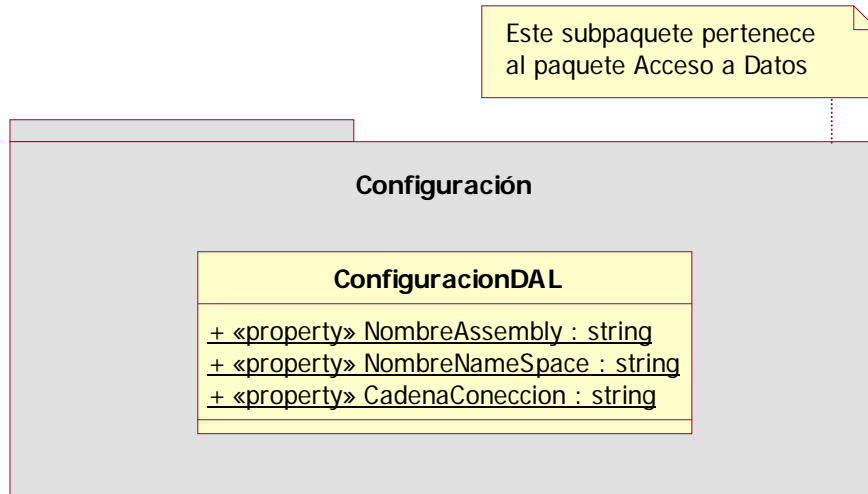 Este subpaquete pertenece
al paquete Acceso a Datos
Configuración
ConfiguracionDAL
+ «property» NombreAssembly : string
+ «property» NombreNameSpace : string
+ «property» CadenaConeccion : string